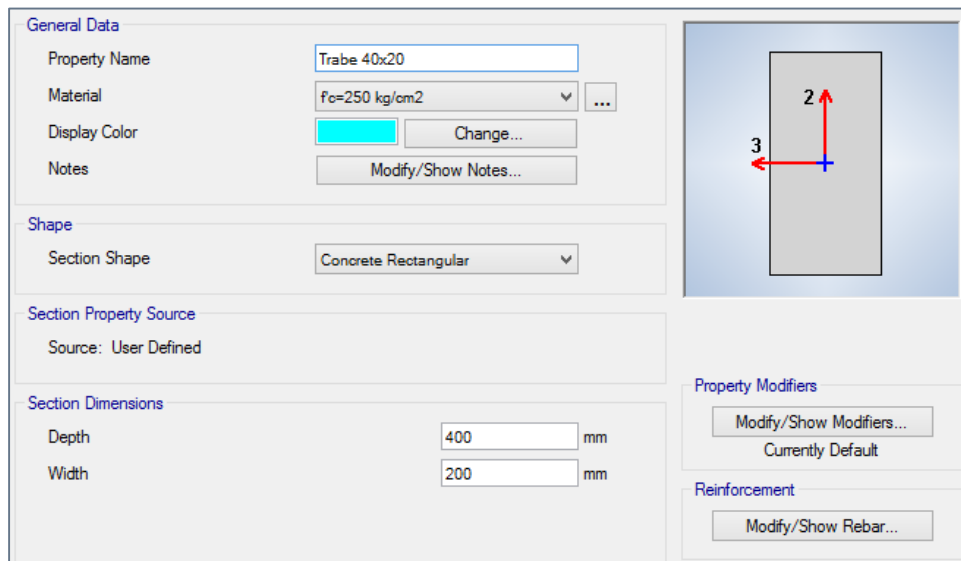 General Data
Property Name Trabe 40x20
Material f'c=250 kg/cm2 ...
Display Color Change...
Notes Modify/Show Notes...
2
3
Shape
Section Shape Concrete Rectangular
Section Property Source
Source: User Defined
Section Dimensions
Depth 400 mm
Width 200 mm
Property Modifiers
Modify/Show Modifiers...
Currently Default
Reinforcement
Modify/Show Rebar...